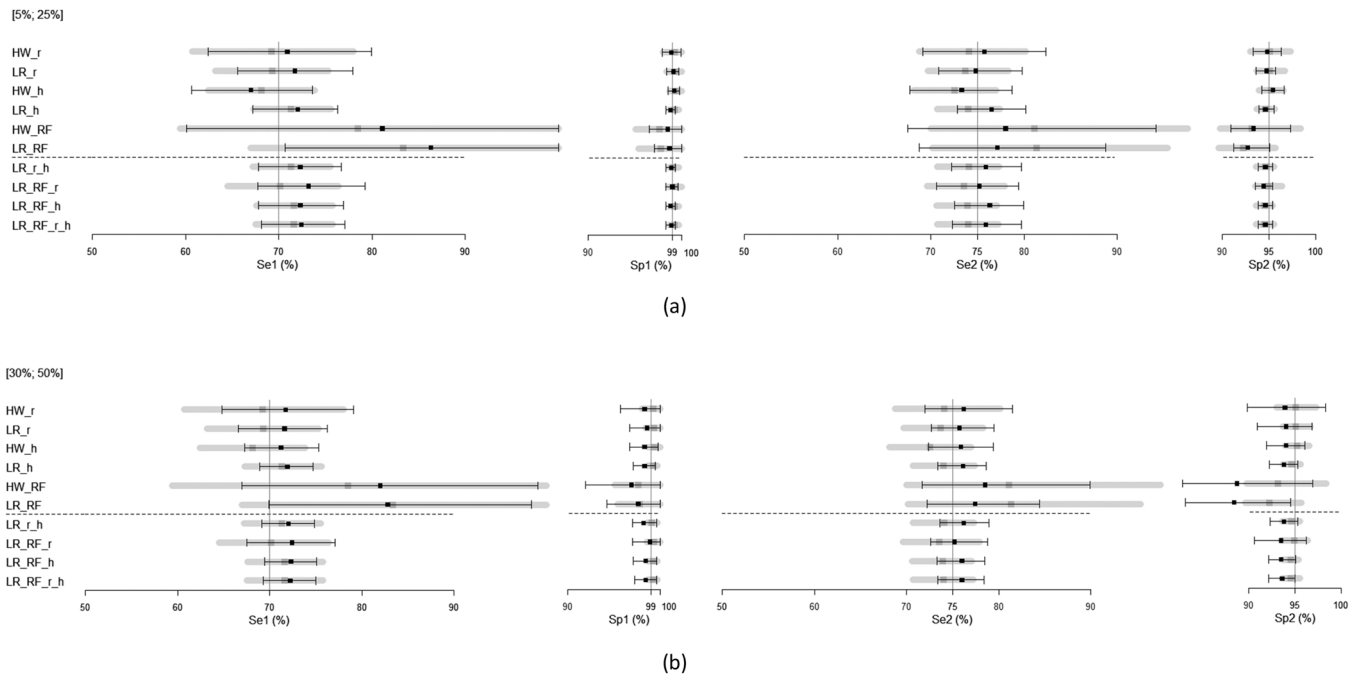 [5%; 25%]
HW_r
LR_r
HW_h
LR_h
HW_RF
LR_RF
LR_r_h
LR_RF_r
LR_RF_h
LR_RF_r_h
50 60 70 80 90 90 99 100 50 60 70 75 80 90 90 95 100
Se1 (%) Sp1 (%) Se2 (%) Sp2 (%)
(a)
[30%; 50%]
HW_r
LR_r
HW_h
LR_h
HW_RF
LR_RF
LR_r_h
LR_RF_r
LR_RF_h
LR_RF_r_h
50 60 70 80 90 90 99 100 50 60 70 75 80 90 90 95 100
Se1 (%) Sp1 (%) Se2 (%) Sp2 (%)
(b)